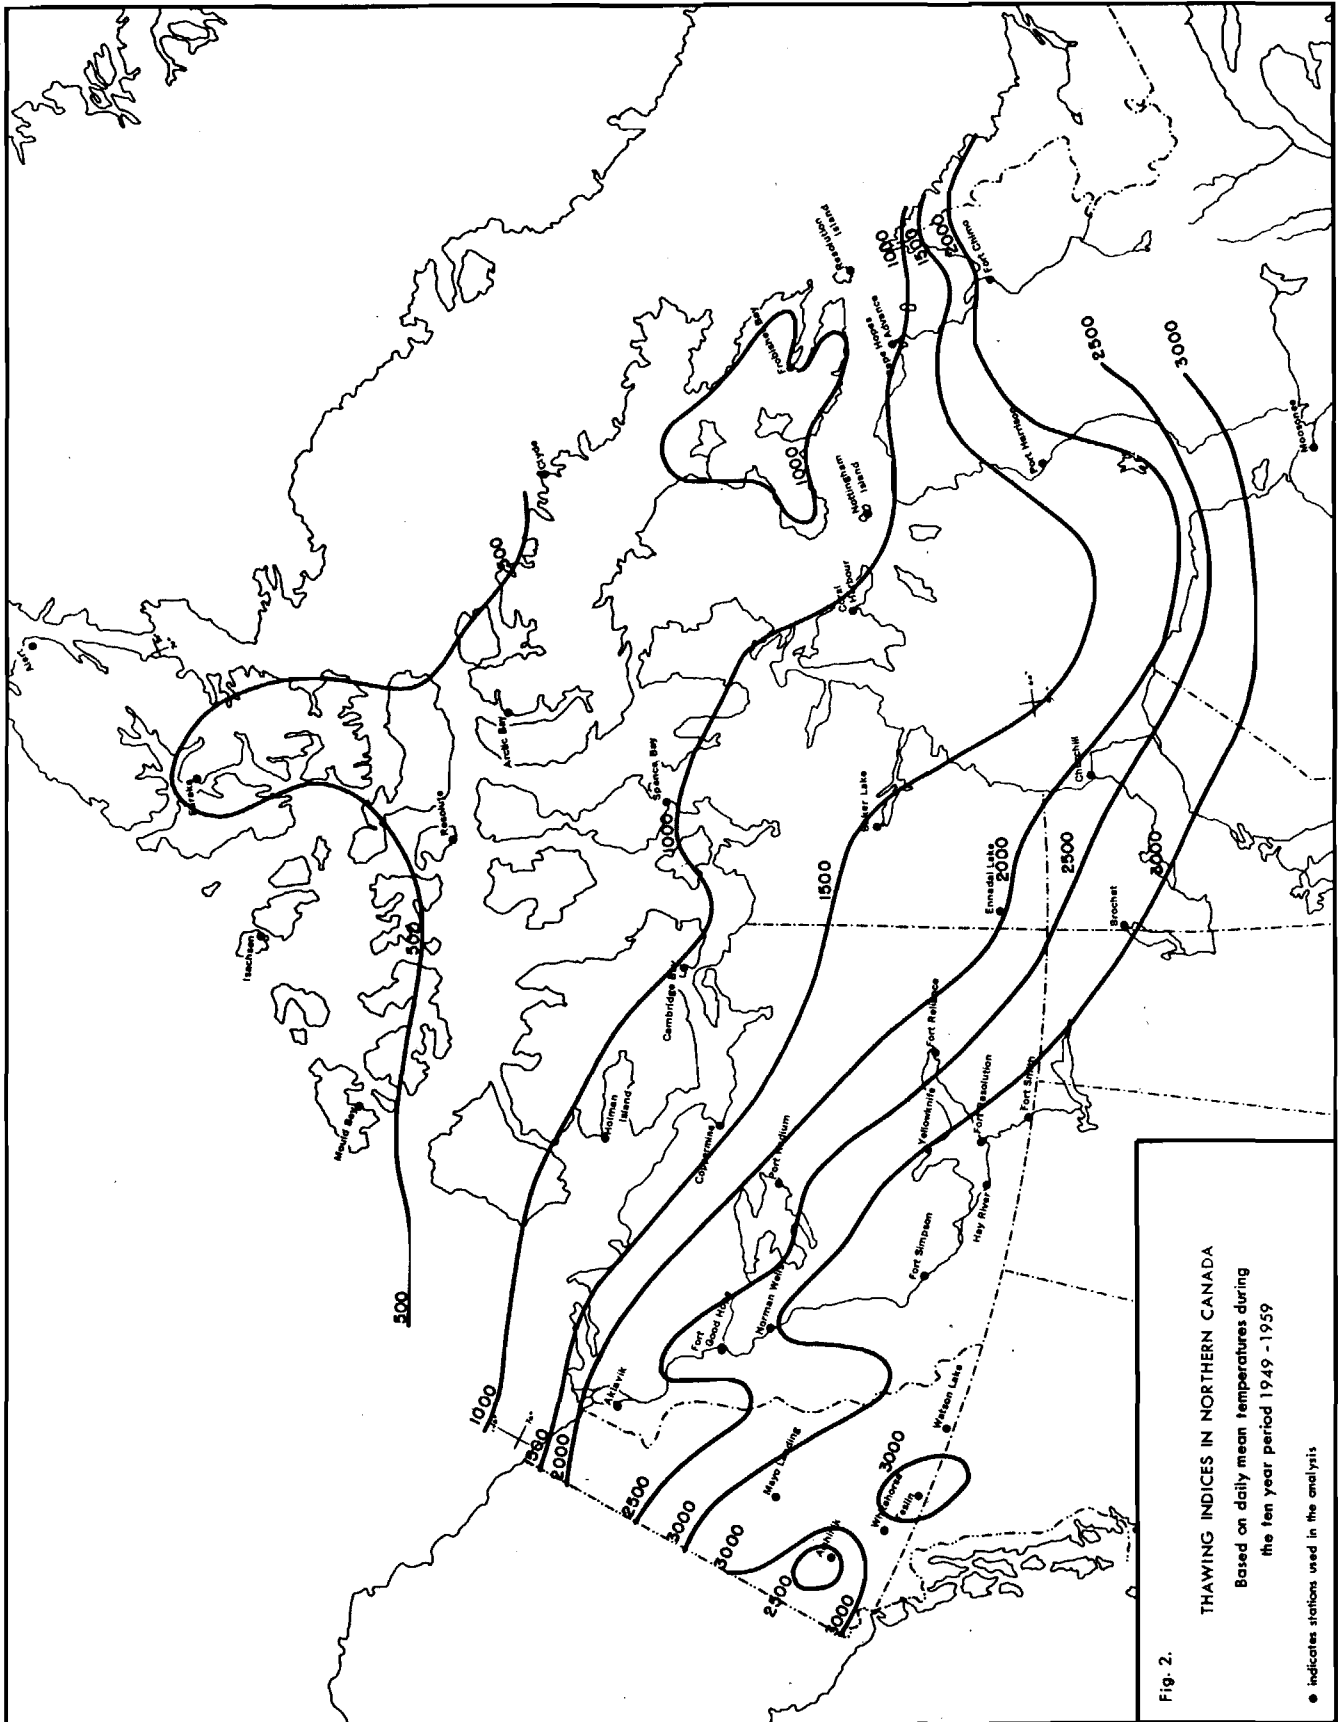 Fig. 2.
THAWING INDICES IN NORTHERN CANADA
Based on daily mean temperatures during
the ten year period 1949 - 1959
● indicates stations used in the analysis
Alert
Eureka
Isachsen
Mould Bay
Resolute
Arctic Bay
Clyde
500
500
500
Spence Bay
Cambridge Bay
Holman
Island
Coppermine
Port Radium
Aklavik
Fort
Good Hope
Norman Wells
Fort Simpson
Hay River
Yellowknife
Fort Resolution
Fort Reliance
Fort Smith
Mayo Landing
Watson Lake
Whitehorse
Teslin
Aishihik
Baker Lake
Ennadai Lake
Churchill
Brochet
Coral
Harbour
Nottingham
Island
Frobisher Bay
Resolution
Island
Cape Hopes
Advance
Fort Chimo
Port Harrison
Moosonee
1000
1500
2000
2500
3000
3000
2500
3000
3000
1000
1500
2000
2500
3000
1000
1000
1500
2000
2500
3000